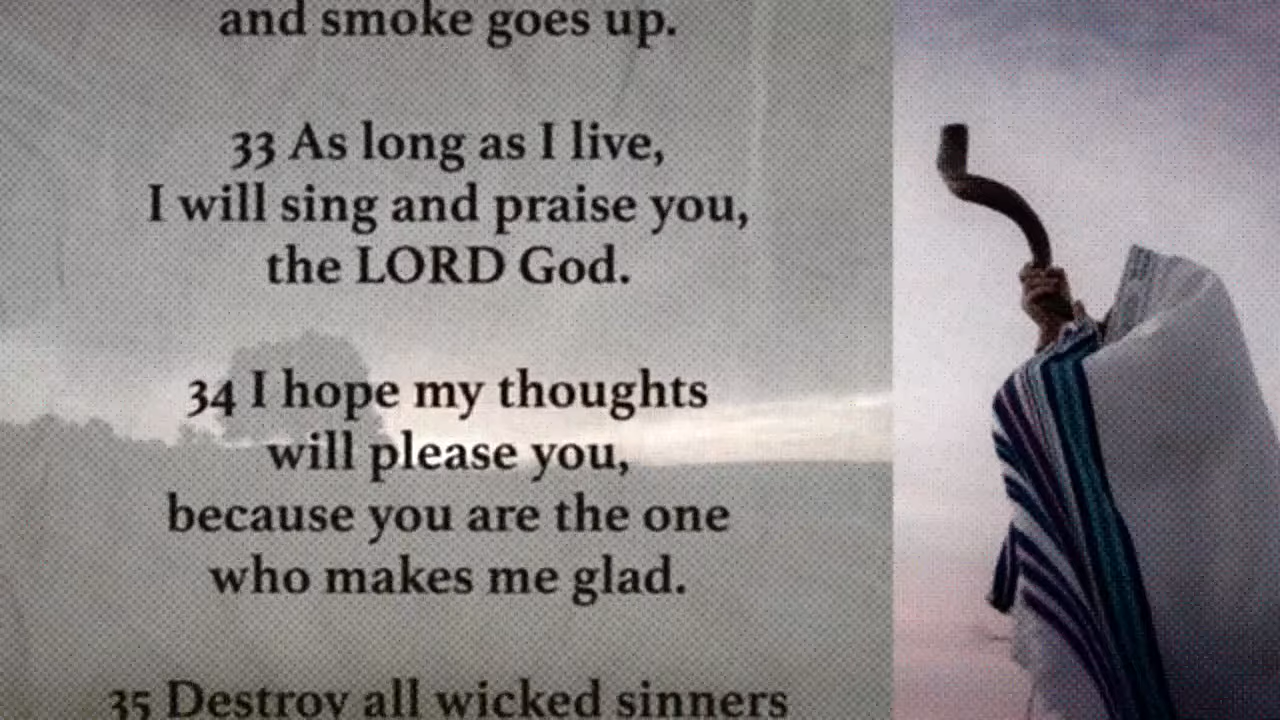 and smoke goes up.
33 As long as I live,
I will sing and praise you,
the LORD God.
34 I hope my thoughts
will please you,
because you are the one
who makes me glad.
35 Destroy all wicked sinners